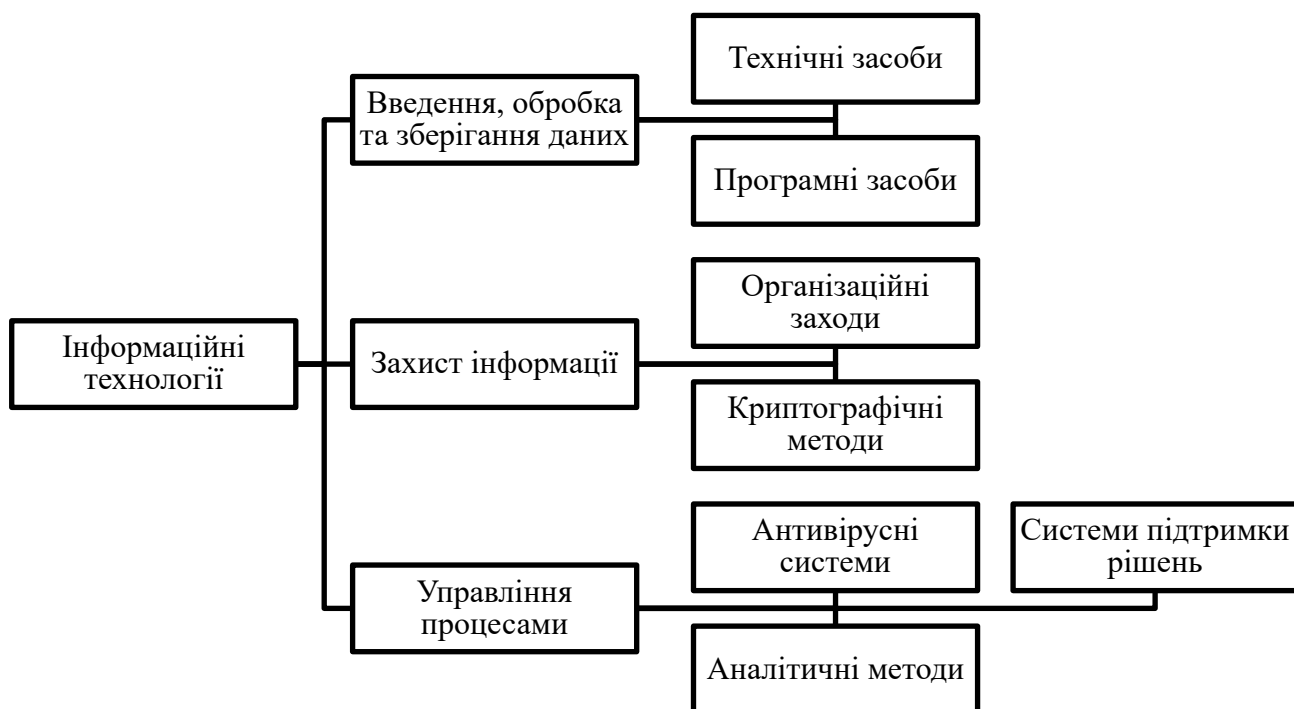 Інформаційні
технології
Введення, обробка
та зберігання даних
Технічні засоби
Програмні засоби
Захист інформації
Організаційні
заходи
Криптографічні
методи
Управління
процесами
Антивірусні
системи
Аналітичні методи
Системи підтримки
рішень